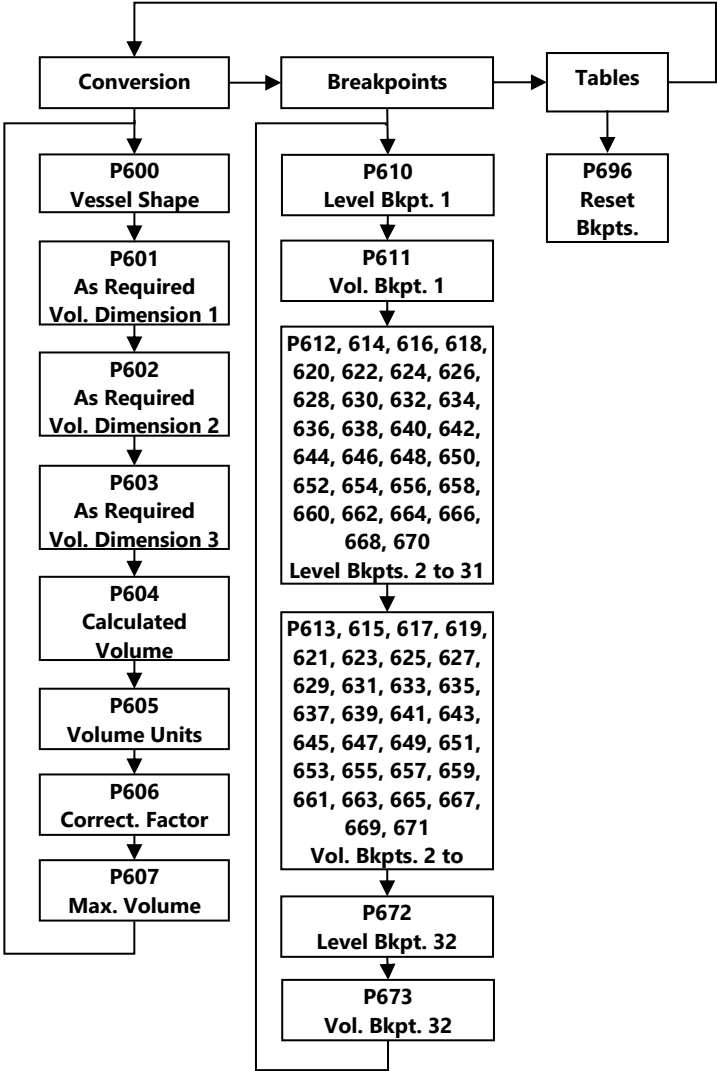 Conversion
Breakpoints
Tables
P600
Vessel Shape
P601
As Required
Vol. Dimension 1
P602
As Required
Vol. Dimension 2
P603
As Required
Vol. Dimension 3
P604
Calculated
Volume
P605
Volume Units
P606
Correct. Factor
P607
Max. Volume
P610
Level Bkpt. 1
P611
Vol. Bkpt. 1
P612, 614, 616, 618,
620, 622, 624, 626,
628, 630, 632, 634,
636, 638, 640, 642,
644, 646, 648, 650,
652, 654, 656, 658,
660, 662, 664, 666,
668, 670
Level Bkpts. 2 to 31
P613, 615, 617, 619,
621, 623, 625, 627,
629, 631, 633, 635,
637, 639, 641, 643,
645, 647, 649, 651,
653, 655, 657, 659,
661, 663, 665, 667,
669, 671
Vol. Bkpts. 2 to
P672
Level Bkpt. 32
P673
Vol. Bkpt. 32
P696
Reset
Bkpts.